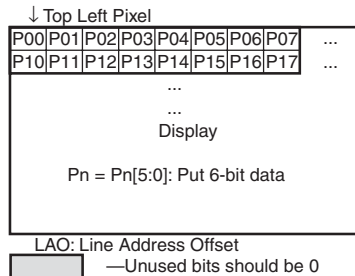 ↓ Top Left Pixel
P00 P01 P02 P03 P04 P05 P06 P07 ...
P10 P11 P12 P13 P14 P15 P16 P17 ...
...
...
Display
Pn = Pn[5:0]: Put 6-bit data
LAO: Line Address Offset
—Unused bits should be 0